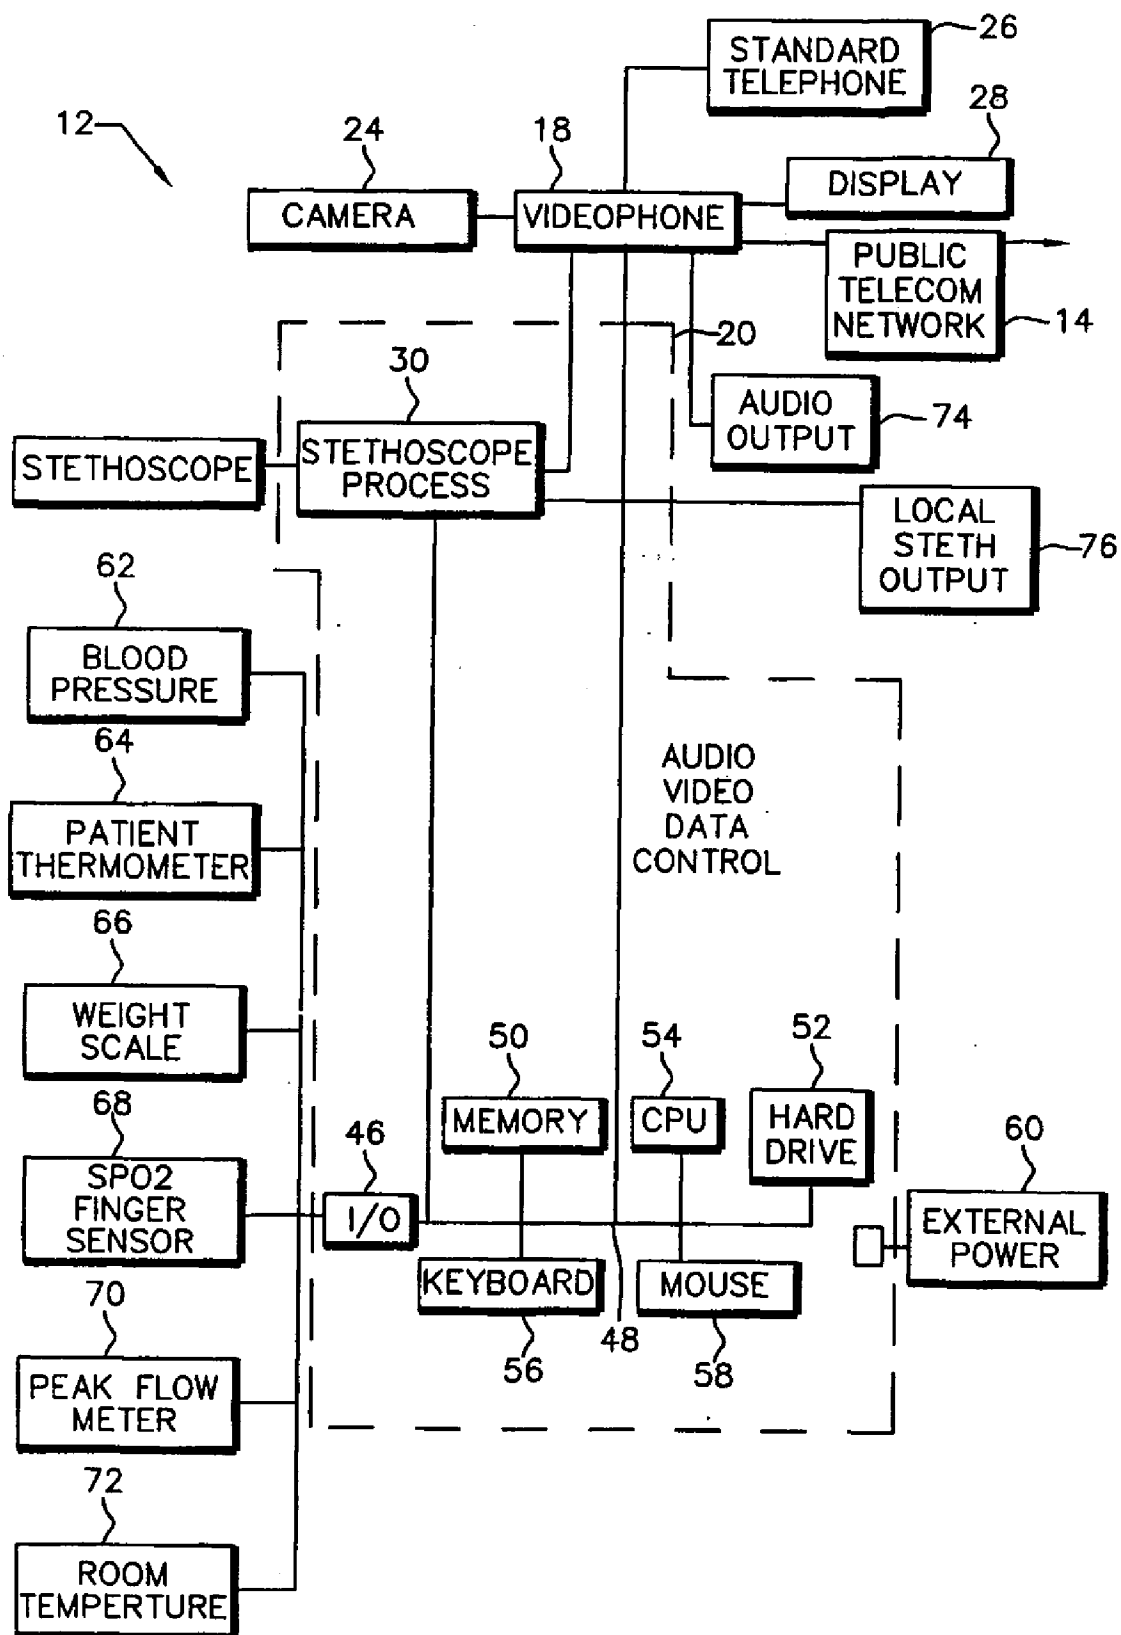 26
STANDARD
TELEPHONE
12
24
18
28
CAMERA
VIDEOPHONE
DISPLAY
PUBLIC
TELECOM
NETWORK
14
20
30
AUDIO
OUTPUT
74
STETHOSCOPE
STETHOSCOPE
PROCESS
LOCAL
STETH
OUTPUT
76
62
BLOOD
PRESSURE
64
PATIENT
THERMOMETER
AUDIO
VIDEO
DATA
CONTROL
66
WEIGHT
SCALE
50
54
52
MEMORY
CPU
HARD
DRIVE
68
SPO2
FINGER
SENSOR
46
I/O
60
EXTERNAL
POWER
KEYBOARD
MOUSE
56
48
58
70
PEAK FLOW
METER
72
ROOM
TEMPERTURE